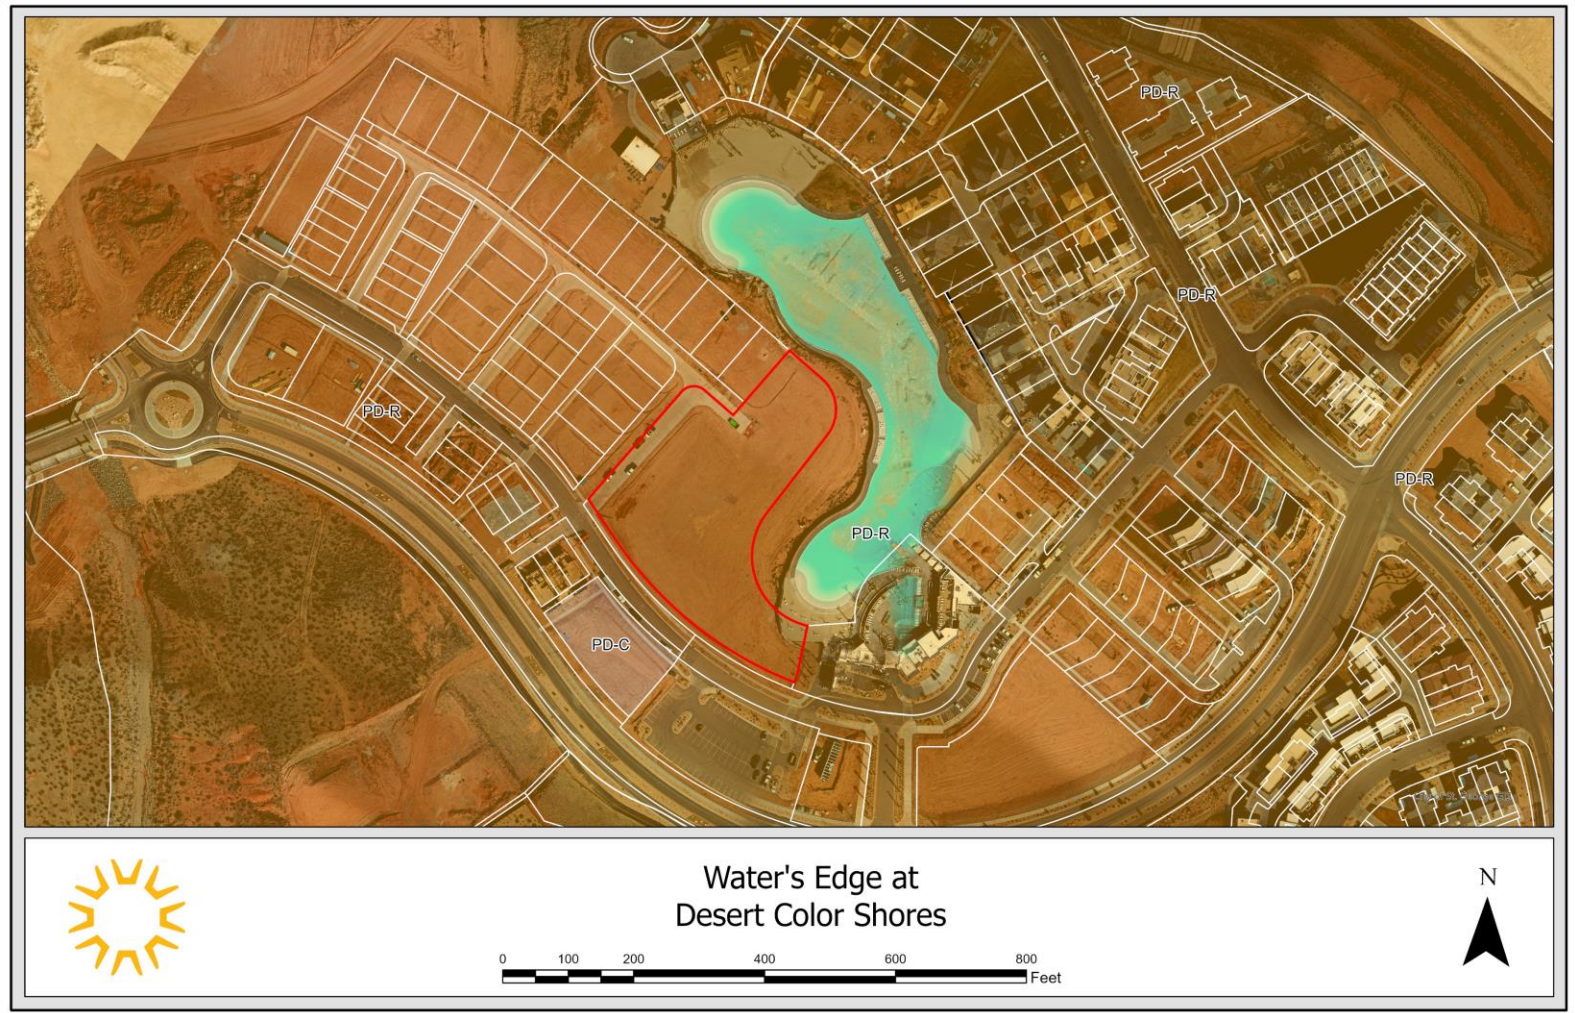 PD-R
PD-R
PD-R
PD-R
PD-R
PD-C
Water's Edge at
Desert Color Shores
N
0 100 200 400 600 800
Feet